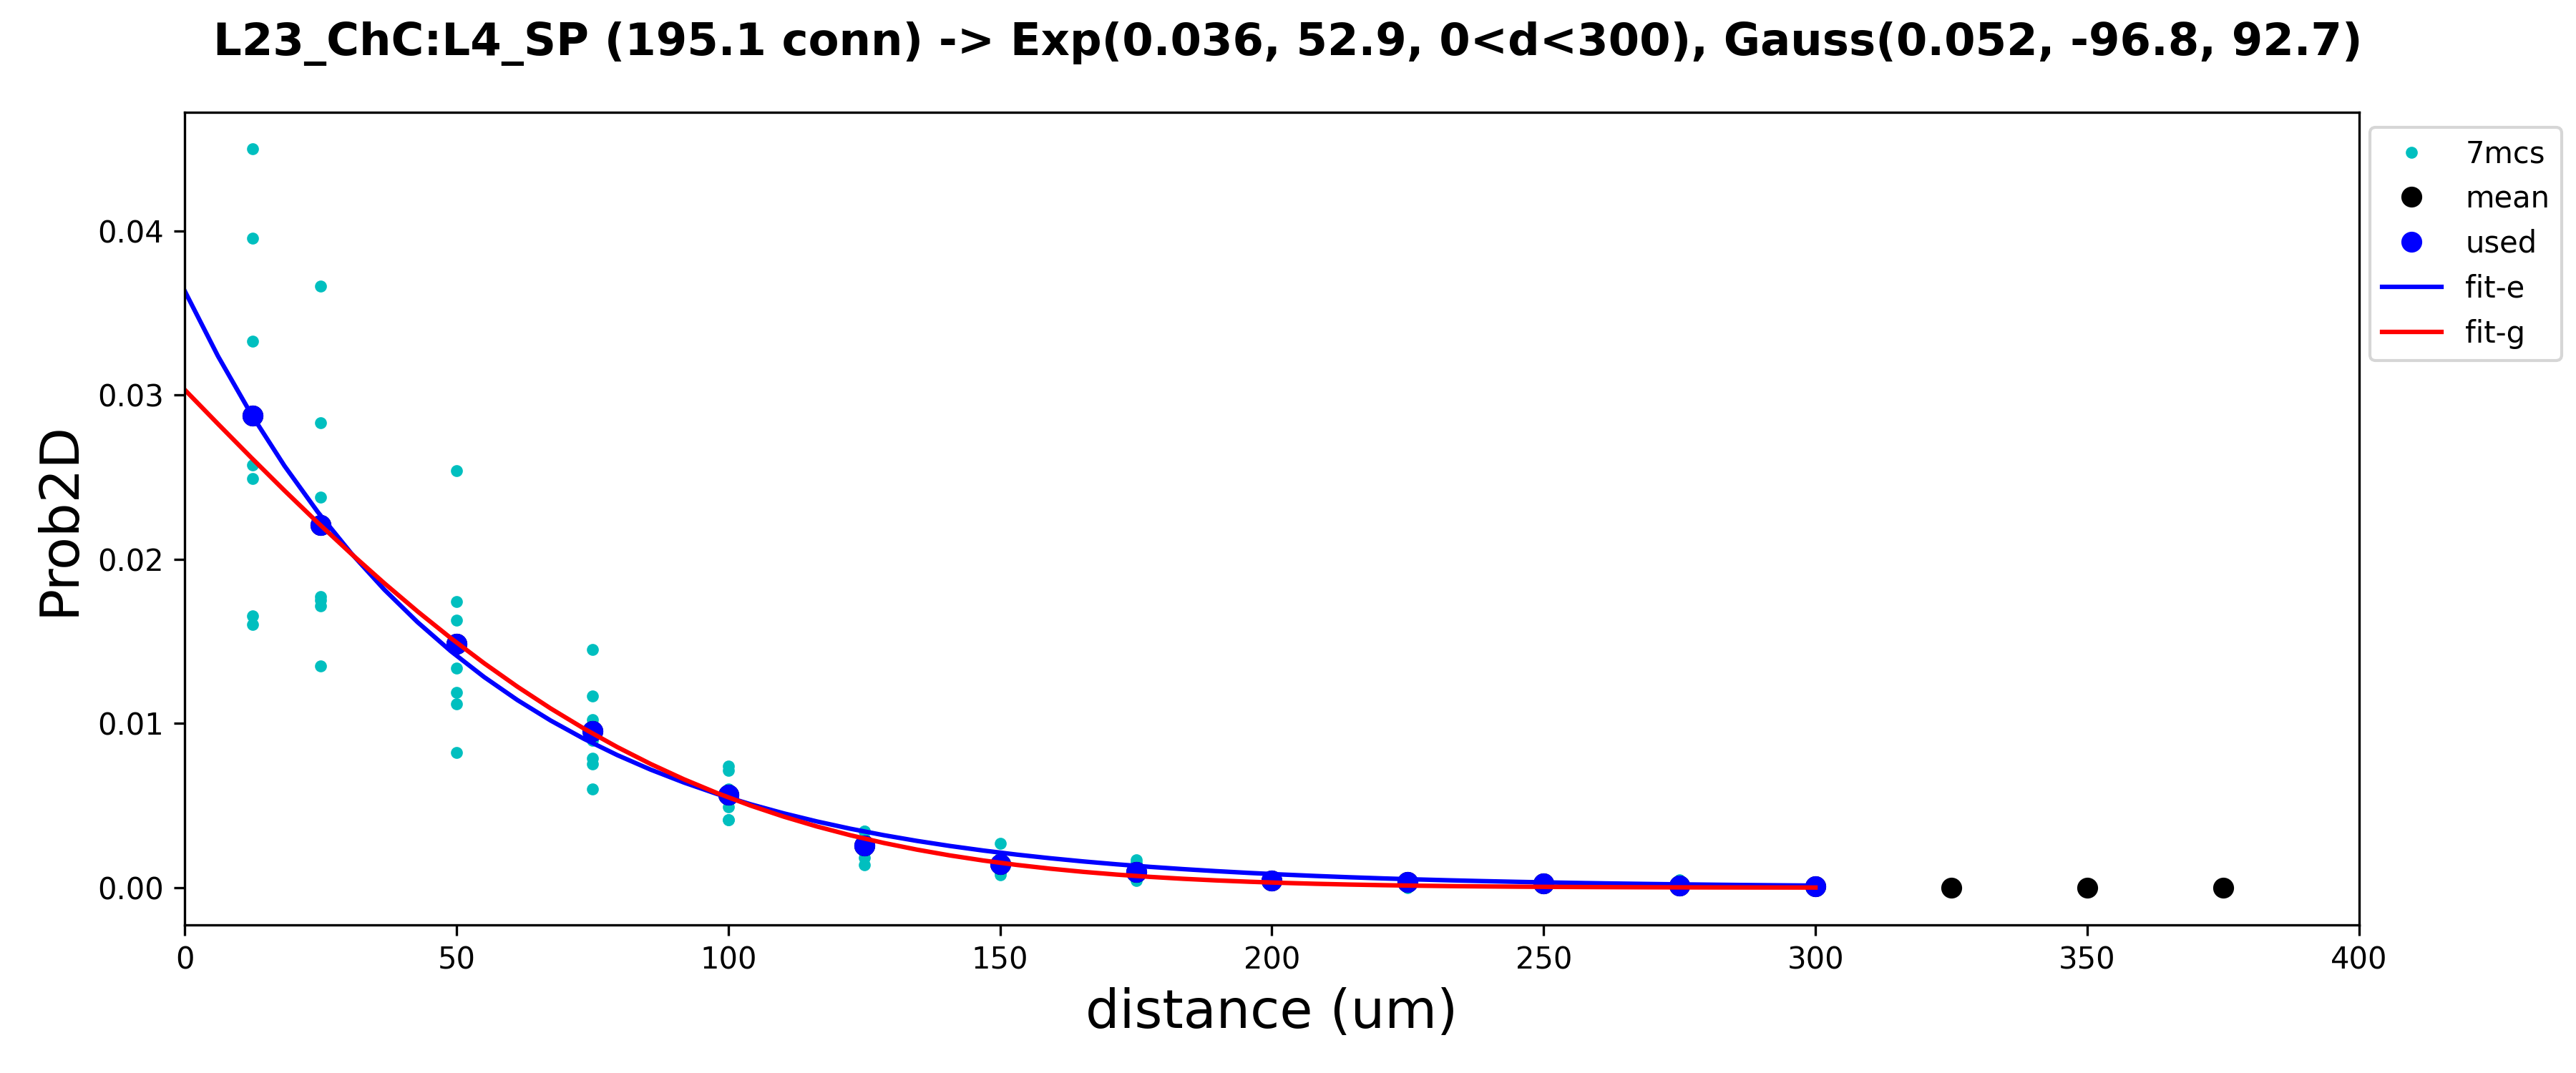 L23_ChC:L4_SP (195.1 conn) -> Exp(0.036, 52.9, 0<d<300), Gauss(0.052, -96.8, 92.7)
7mcs
mean
used
fit-e
fit-g
0.04
0.03
0.02
0.01
0.00
Prob2D
0 50 100 150 200 250 300 350 400
distance (um)